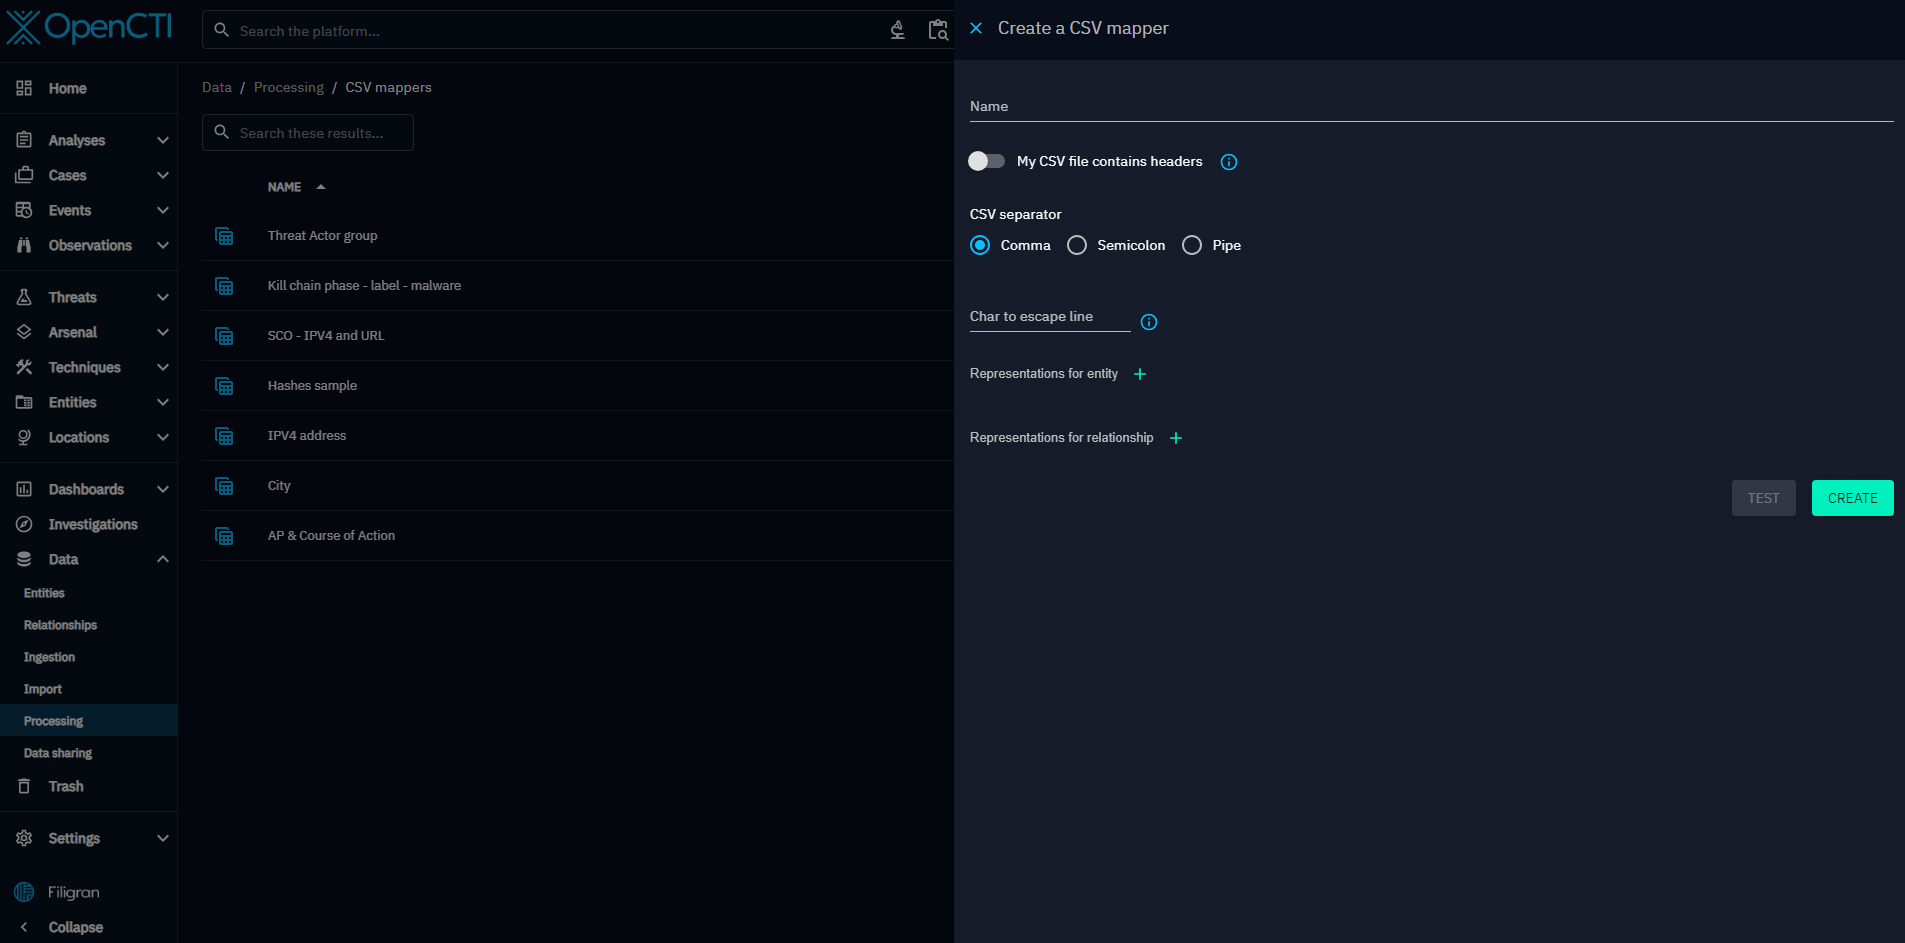 OpenCTI
Search the platform...
Home
Analyses
Cases
Events
Observations
Threats
Arsenal
Techniques
Entities
Locations
Dashboards
Investigations
Data
Entities
Relationships
Ingestion
Import
Processing
Data sharing
Trash
Settings
Filigran
Collapse
Data / Processing / CSV mappers
Search these results...
NAME
Threat Actor group
Kill chain phase - label - malware
SCO - IPV4 and URL
Hashes sample
IPV4 address
City
AP & Course of Action
Create a CSV mapper
Name
My CSV file contains headers
CSV separator
Comma Semicolon Pipe
Char to escape line
Representations for entity
Representations for relationship
TEST CREATE